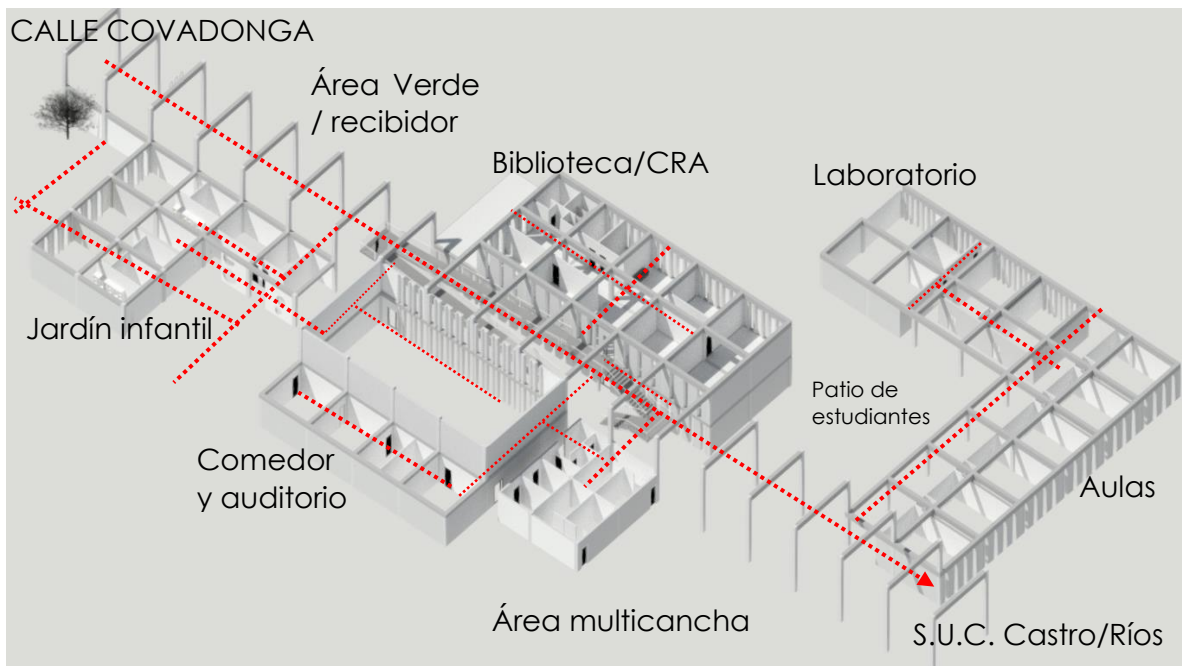 CALLE COVADONGA
Área Verde
/ recibidor
Biblioteca/CRA
Laboratorio
Jardín infantil
Patio de
estudiantes
Comedor
y auditorio
Aulas
Área multicancha
S.U.C. Castro/Ríos